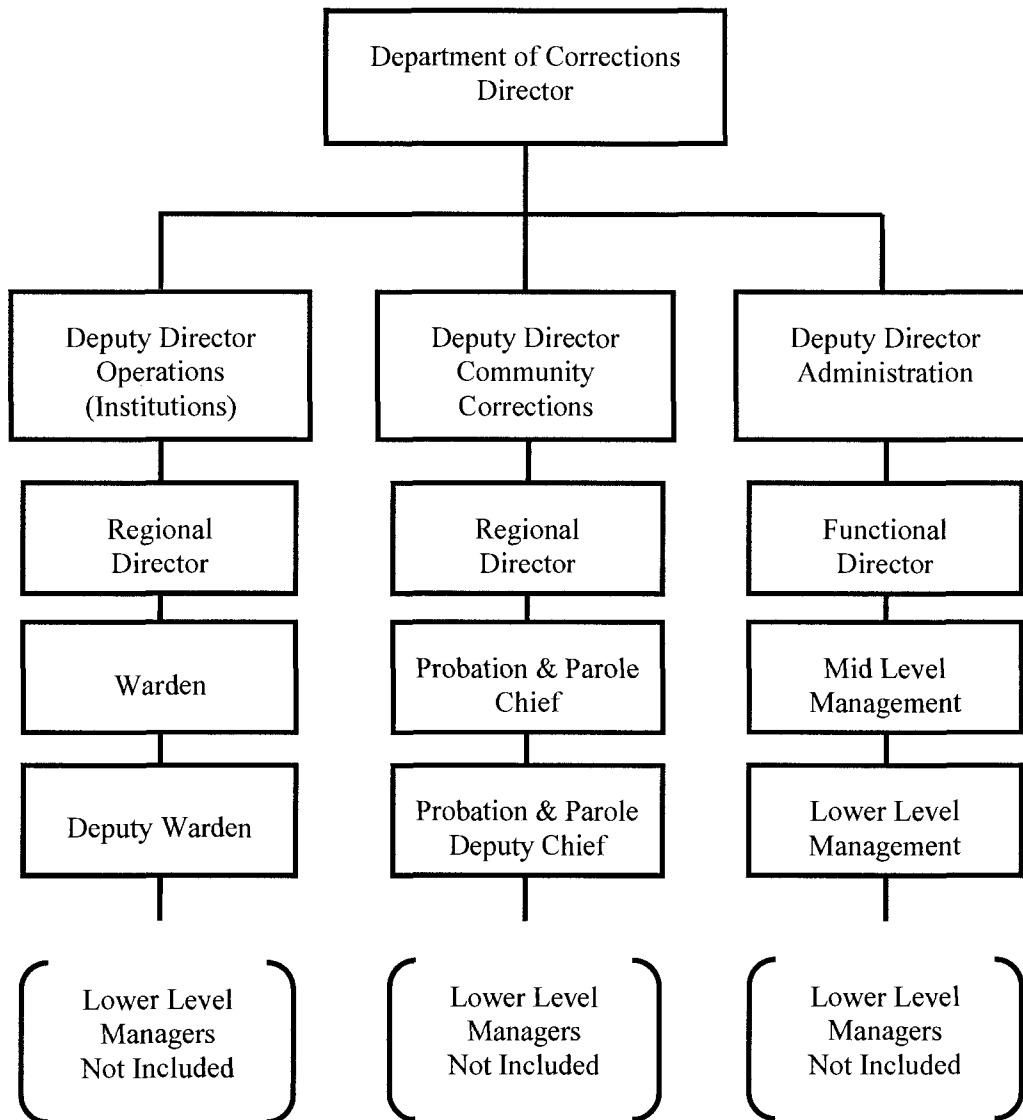 Department of Corrections
Director
Deputy Director
Operations
(Institutions)
Deputy Director
Community
Corrections
Deputy Director
Administration
Regional
Director
Regional
Director
Functional
Director
Warden
Probation & Parole
Chief
Mid Level
Management
Deputy Warden
Probation & Parole
Deputy Chief
Lower Level
Management
Lower Level
Managers
Not Included
Lower Level
Managers
Not Included
Lower Level
Managers
Not Included